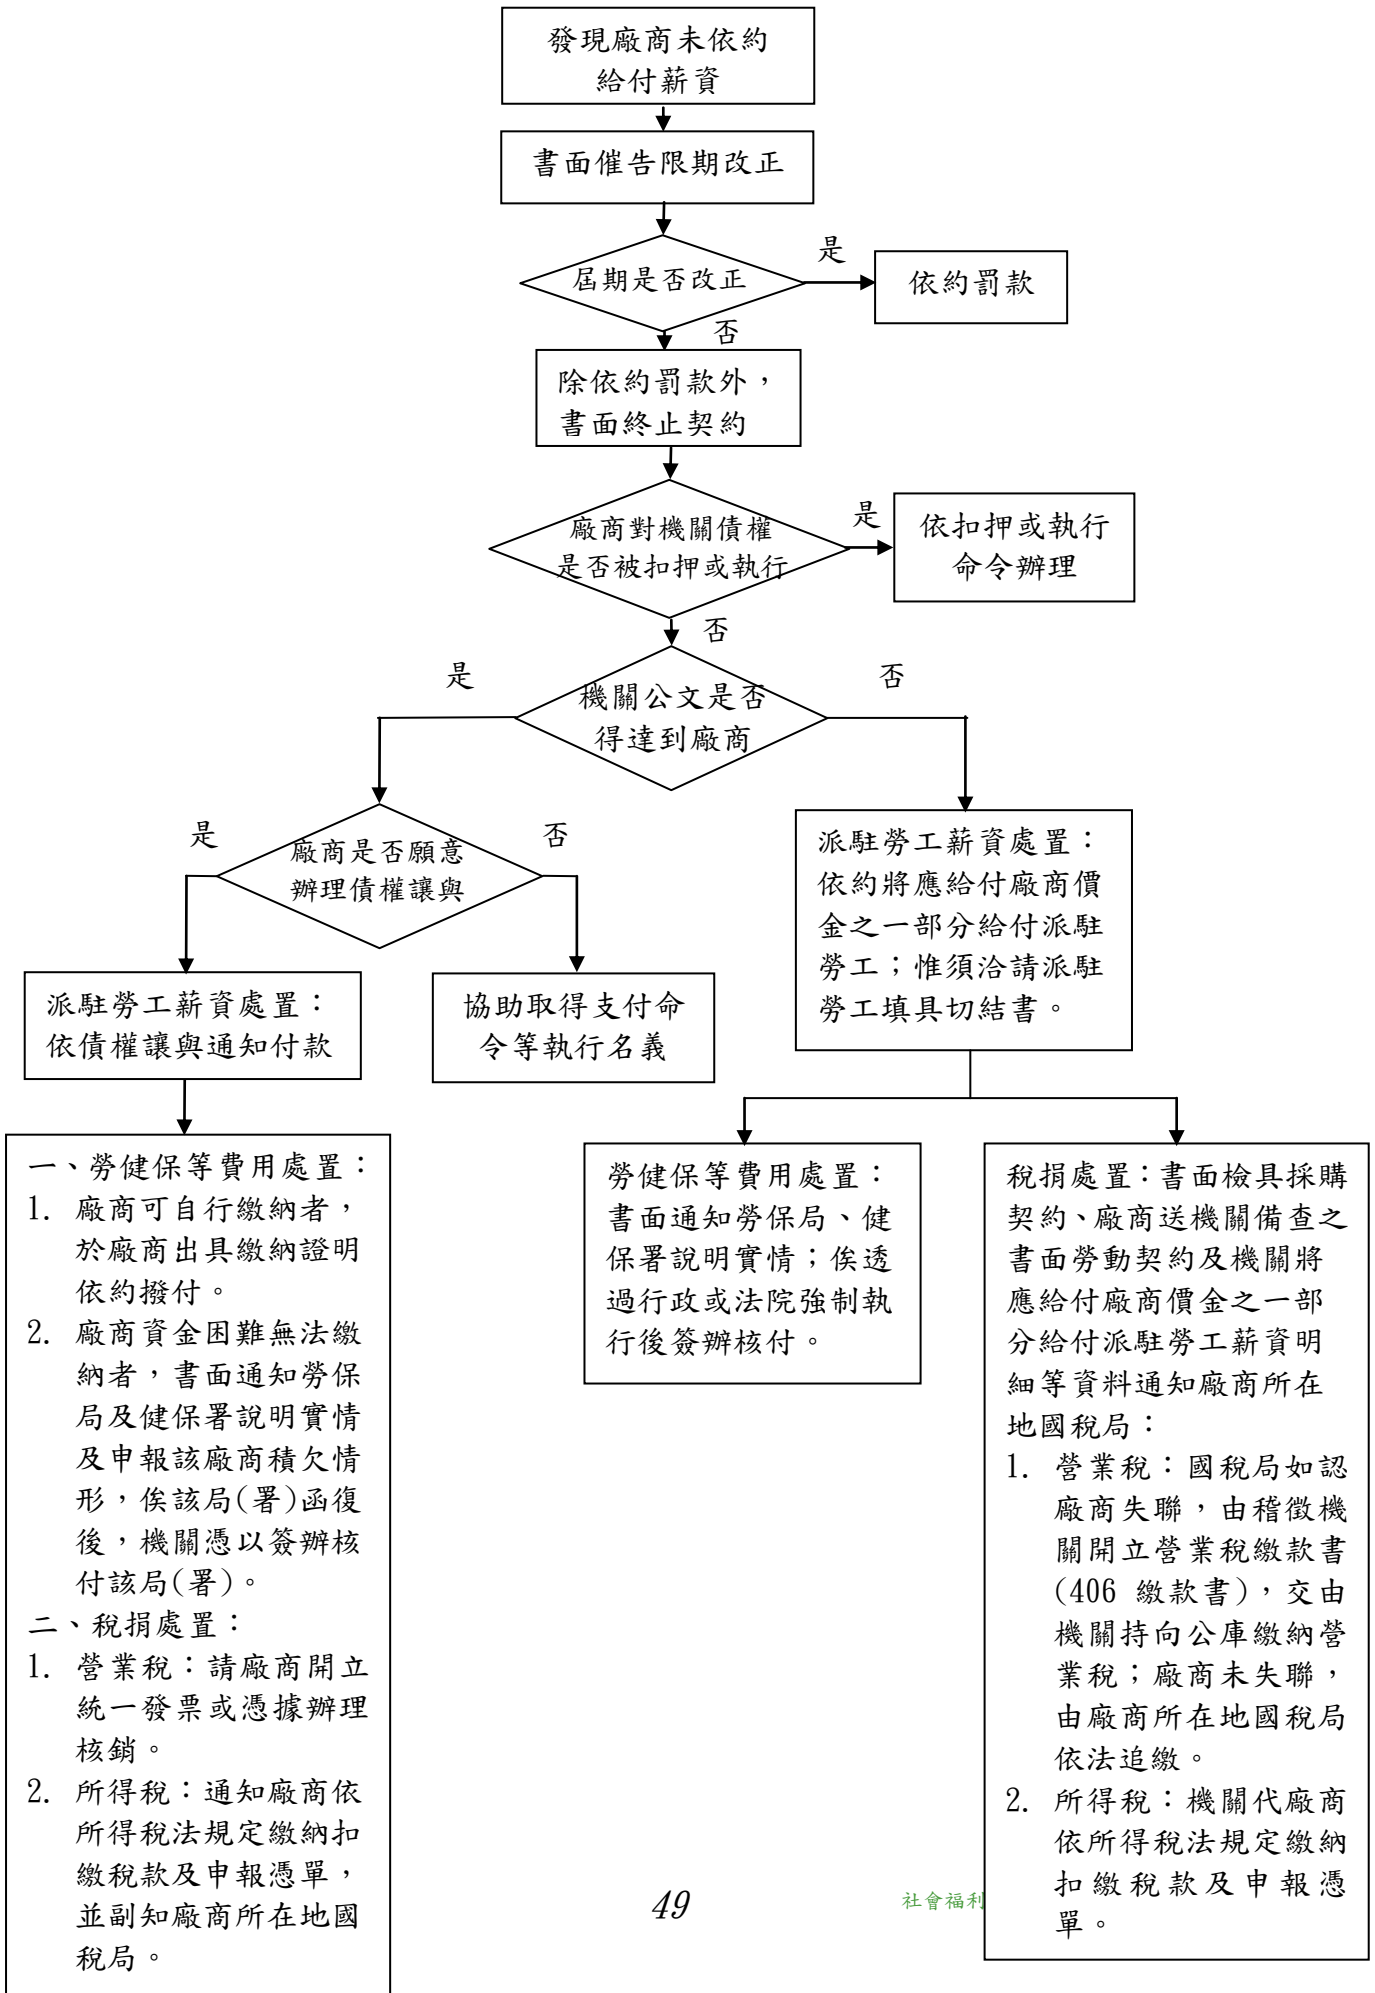 發現廠商未依約
給付薪資
書面催告限期改正
屆期是否改正
是
依約罰款
否
除依約罰款外，
書面終止契約
廠商對機關債權
是否被扣押或執行
是
依扣押或執行
命令辦理
否
機關公文是否
得達到廠商
是
否
廠商是否願意
辦理債權讓與
是
否
派駐勞工薪資處置：
依約將應給付廠商價
金之一部分給付派駐
勞工；惟須洽請派駐
勞工填具切結書。
派駐勞工薪資處置：
依債權讓與通知付款
協助取得支付命
令等執行名義
一、勞健保等費用處置：
1. 廠商可自行繳納者，
於廠商出具繳納證明
依約撥付。
2. 廠商資金困難無法繳
納者，書面通知勞保
局及健保署說明實情
及申報該廠商積欠情
形，俟該局(署)函復
後，機關憑以簽辦核
付該局(署)。
二、稅捐處置：
1. 營業稅：請廠商開立
統一發票或憑據辦理
核銷。
2. 所得稅：通知廠商依
所得稅法規定繳納扣
繳稅款及申報憑單，
並副知廠商所在地國
稅局。
勞健保等費用處置：
書面通知勞保局、健
保署說明實情；俟透
過行政或法院強制執
行後簽辦核付。
稅捐處置：書面檢具採購
契約、廠商送機關備查之
書面勞動契約及機關將
應給付廠商價金之一部
分給付派駐勞工薪資明
細等資料通知廠商所在
地國稅局：
1. 營業稅：國稅局如認
廠商失聯，由稽徵機
關開立營業稅繳款書
(406 繳款書)，交由
機關持向公庫繳納營
業稅；廠商未失聯，
由廠商所在地國稅局
依法追繳。
2. 所得稅：機關代廠商
依所得稅法規定繳納
扣繳稅款及申報憑
單。
49
社會福利